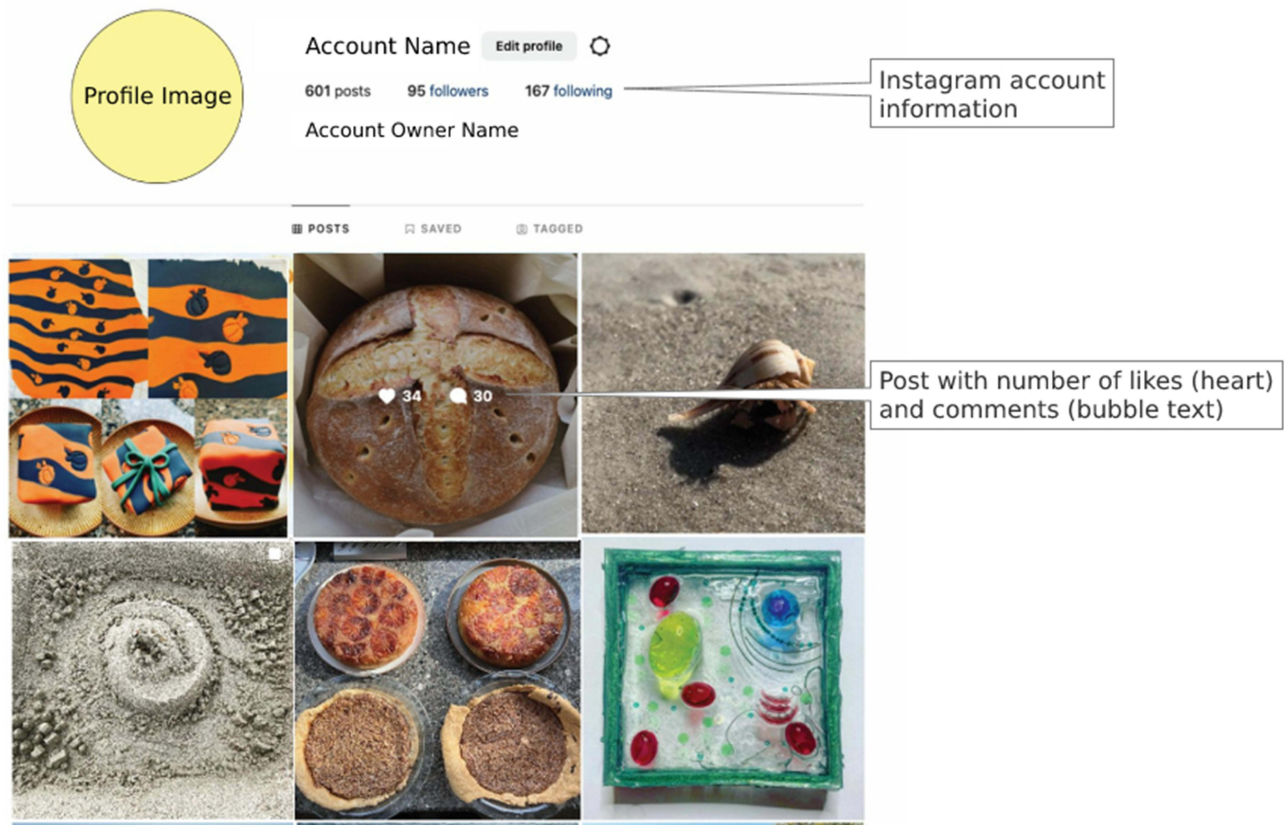 Profile Image
Account Name Edit profile
601 posts 95 followers 167 following
Account Owner Name
Instagram account
information
POSTS SAVED TAGGED
34 30
Post with number of likes (heart)
and comments (bubble text)